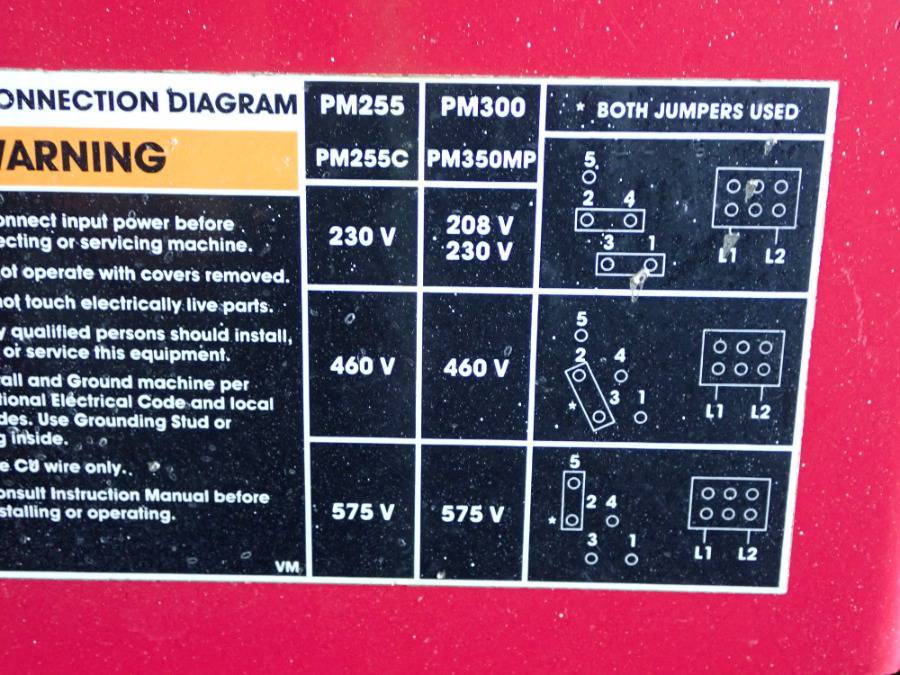 ONNECTION DIAGRAM
WARNING
onnect input power before
ecting or servicing machine.
ot operate with covers removed.
not touch electrically live parts.
y qualified persons should install,
or service this equipment.
all and Ground machine per
tional Electrical Code and local
des. Use Grounding Stud or
g inside.
e CU wire only.
onsult Instruction Manual before
stalling or operating.
VM
PM255
PM255C
PM300
PM350MP
* BOTH JUMPERS USED
230 V
208 V
230 V
5
2 4
3 1
L1 L2
460 V
460 V
5
2 4
* 3 1
L1 L2
575 V
575 V
5
* 2 4
3 1
L1 L2